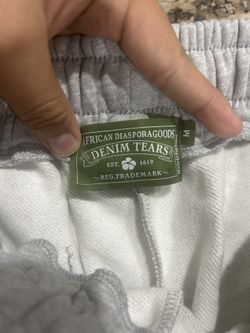 AFRICAN DIASPORA GOODS
DENIM TEARS
EST. 1619
~ REG. TRADEMARK ~
M